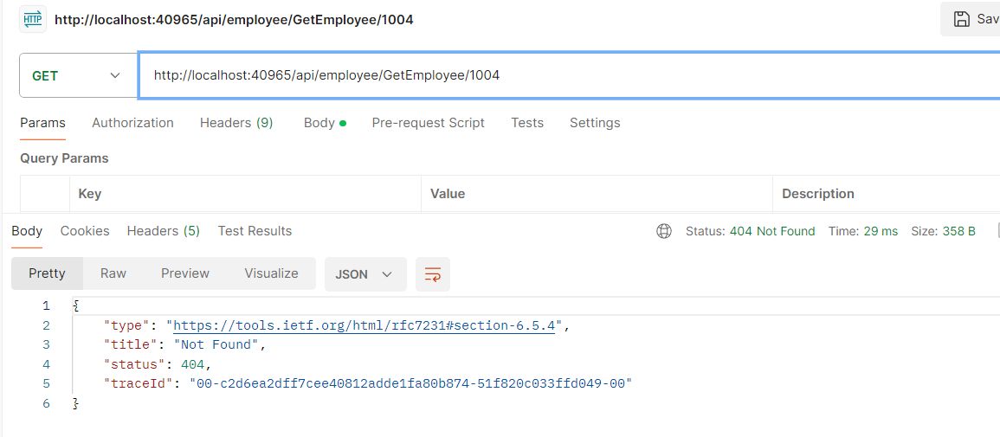 HTTP http://localhost:40965/api/employee/GetEmployee/1004 Sav
GET http://localhost:40965/api/employee/GetEmployee/1004
Params Authorization Headers (9) Body Pre-request Script Tests Settings
Query Params
Key Value Description
Body Cookies Headers (5) Test Results Status: 404 Not Found Time: 29 ms Size: 358 B
Pretty Raw Preview Visualize JSON
1 {
2 "type": "https://tools.ietf.org/html/rfc7231#section-6.5.4",
3 "title": "Not Found",
4 "status": 404,
5 "traceId": "00-c2d6ea2dff7cee40812adde1fa80b874-51f820c033ffd049-00"
6 }